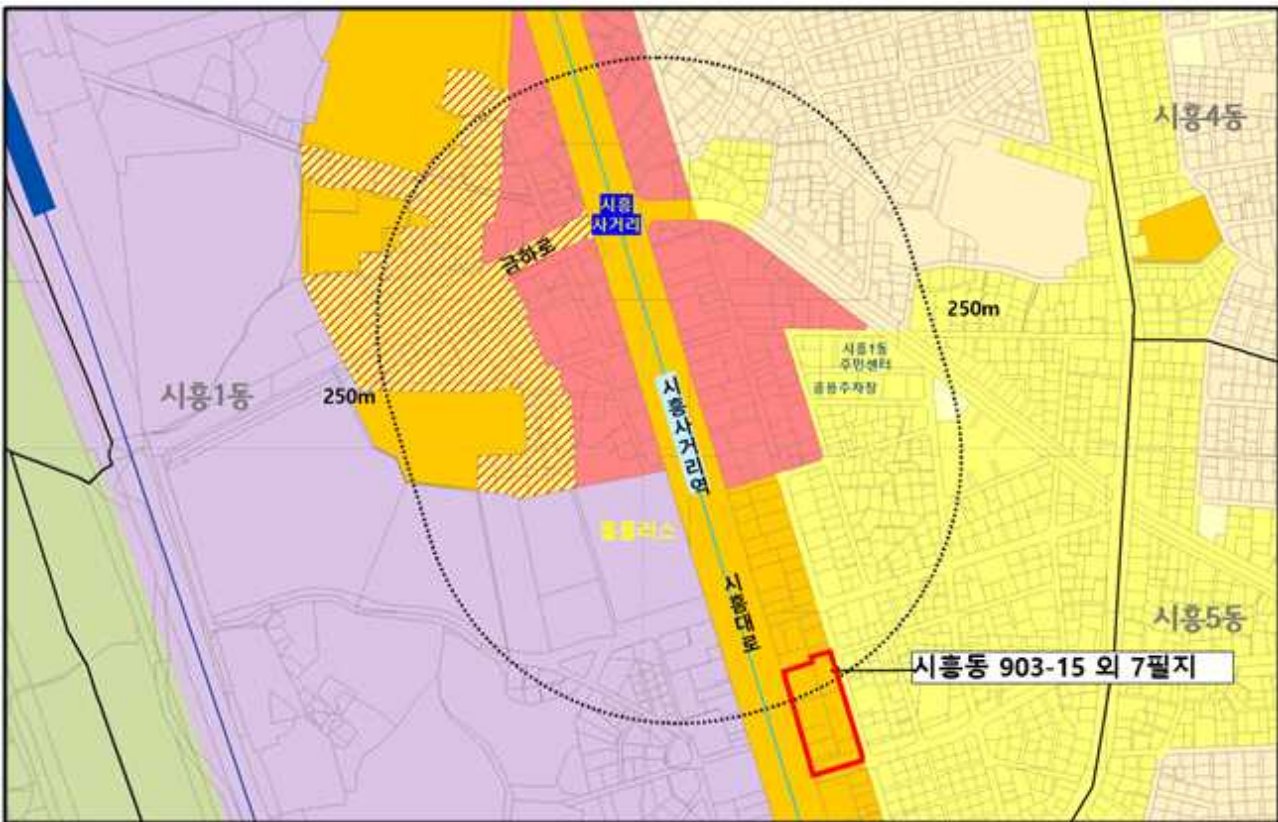 시흥4동
시흥
사거리
금하로
250m
시흥1동
주민센터
공용주차장
시흥1동
250m
시흥사거리역
홈플러스
시흥대로
시흥5동
시흥동 903-15 외 7필지